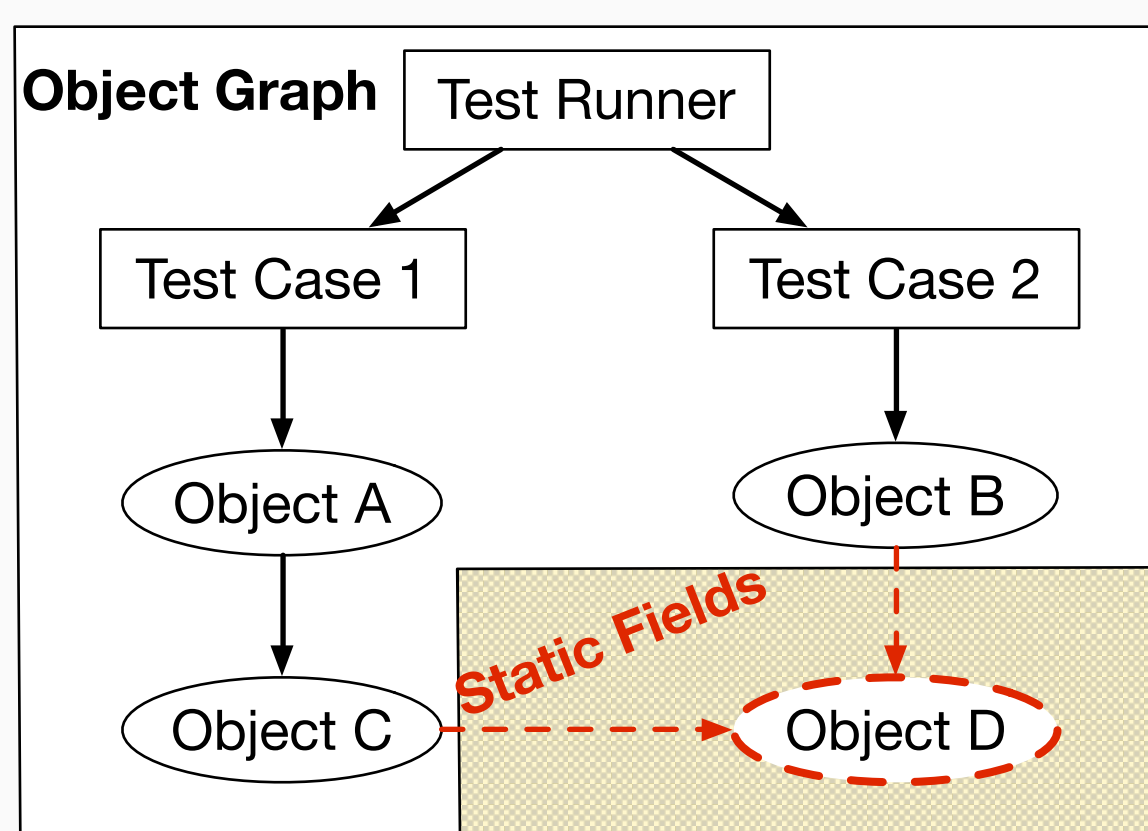 Object Graph
Test Runner
Test Case 1
Test Case 2
Object A
Object B
Static Fields
Object C
Object D